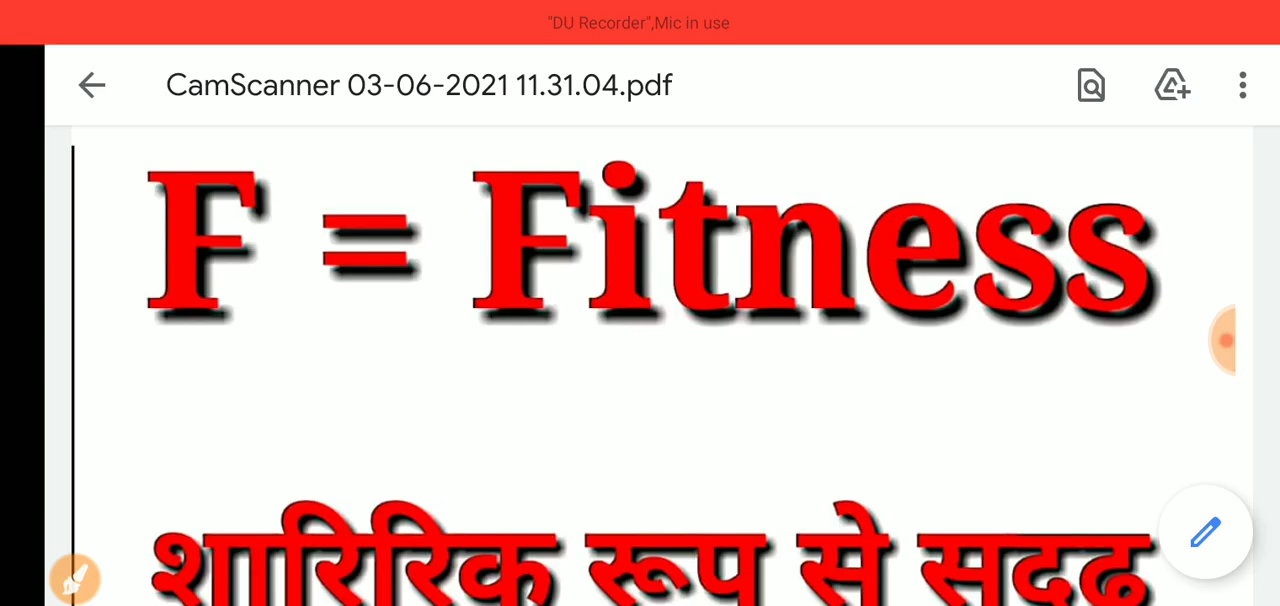 "DU Recorder",Mic in use
CamScanner 03-06-2021 11.31.04.pdf
F = Fitness
शारिरिक रूप से